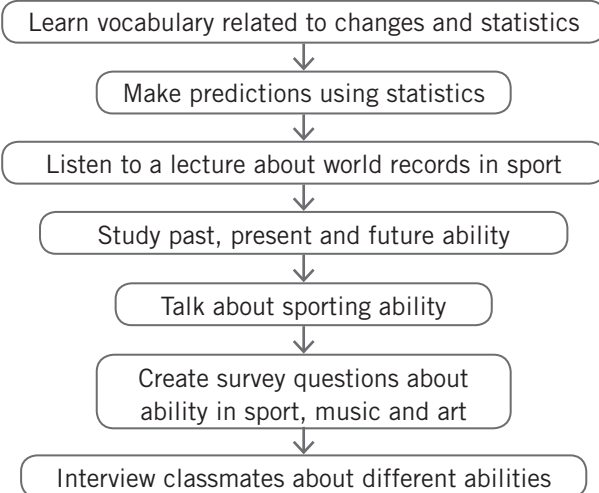 Learn vocabulary related to changes and statistics
Make predictions using statistics
Listen to a lecture about world records in sport
Study past, present and future ability
Talk about sporting ability
Create survey questions about
ability in sport, music and art
Interview classmates about different abilities